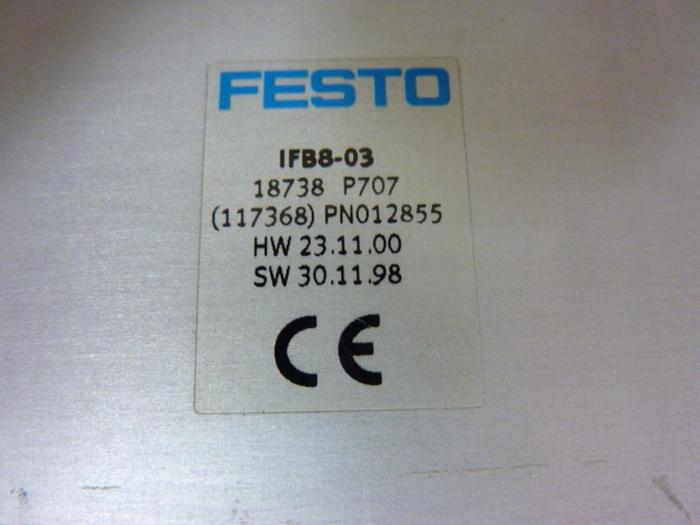 FESTO
IFB8-03
18738 P707
(117368) PN012855
HW 23.11.00
SW 30.11.98
CE